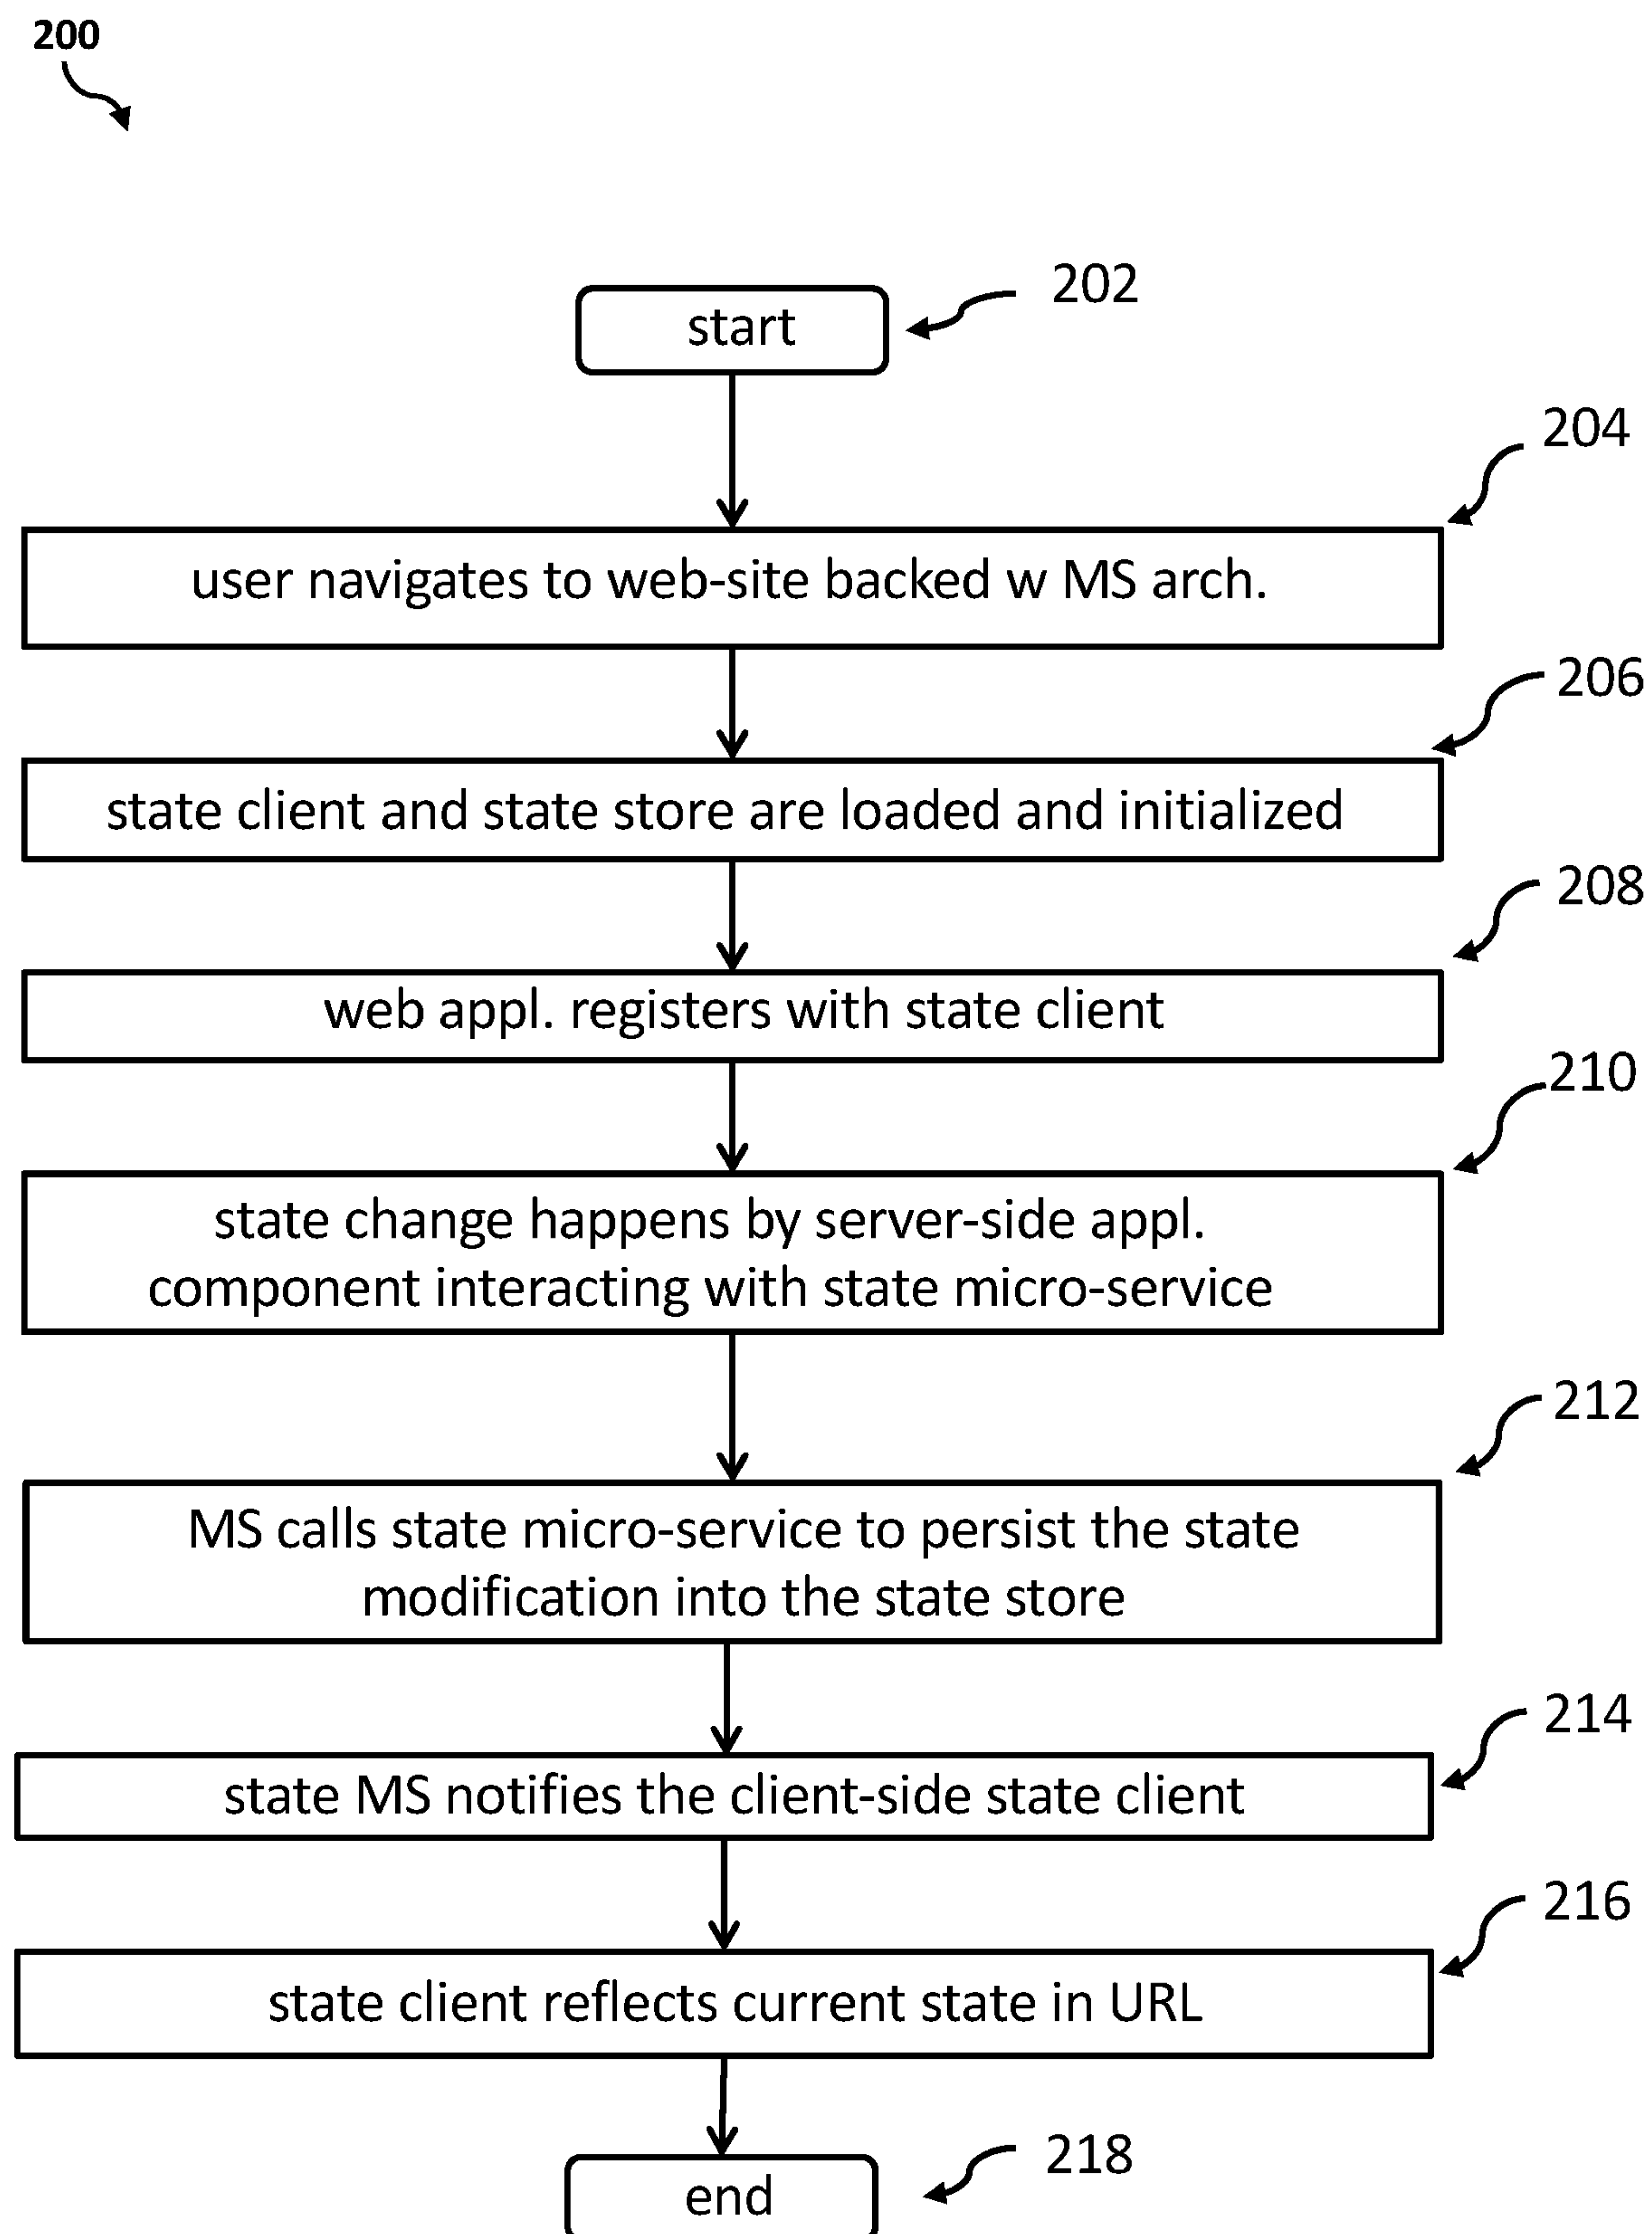 200
202
start
204
user navigates to web-site backed w MS arch.
206
state client and state store are loaded and initialized
208
web appl. registers with state client
210
state change happens by server-side appl.
component interacting with state micro-service
212
MS calls state micro-service to persist the state
modification into the state store
214
state MS notifies the client-side state client
216
state client reflects current state in URL
218
end